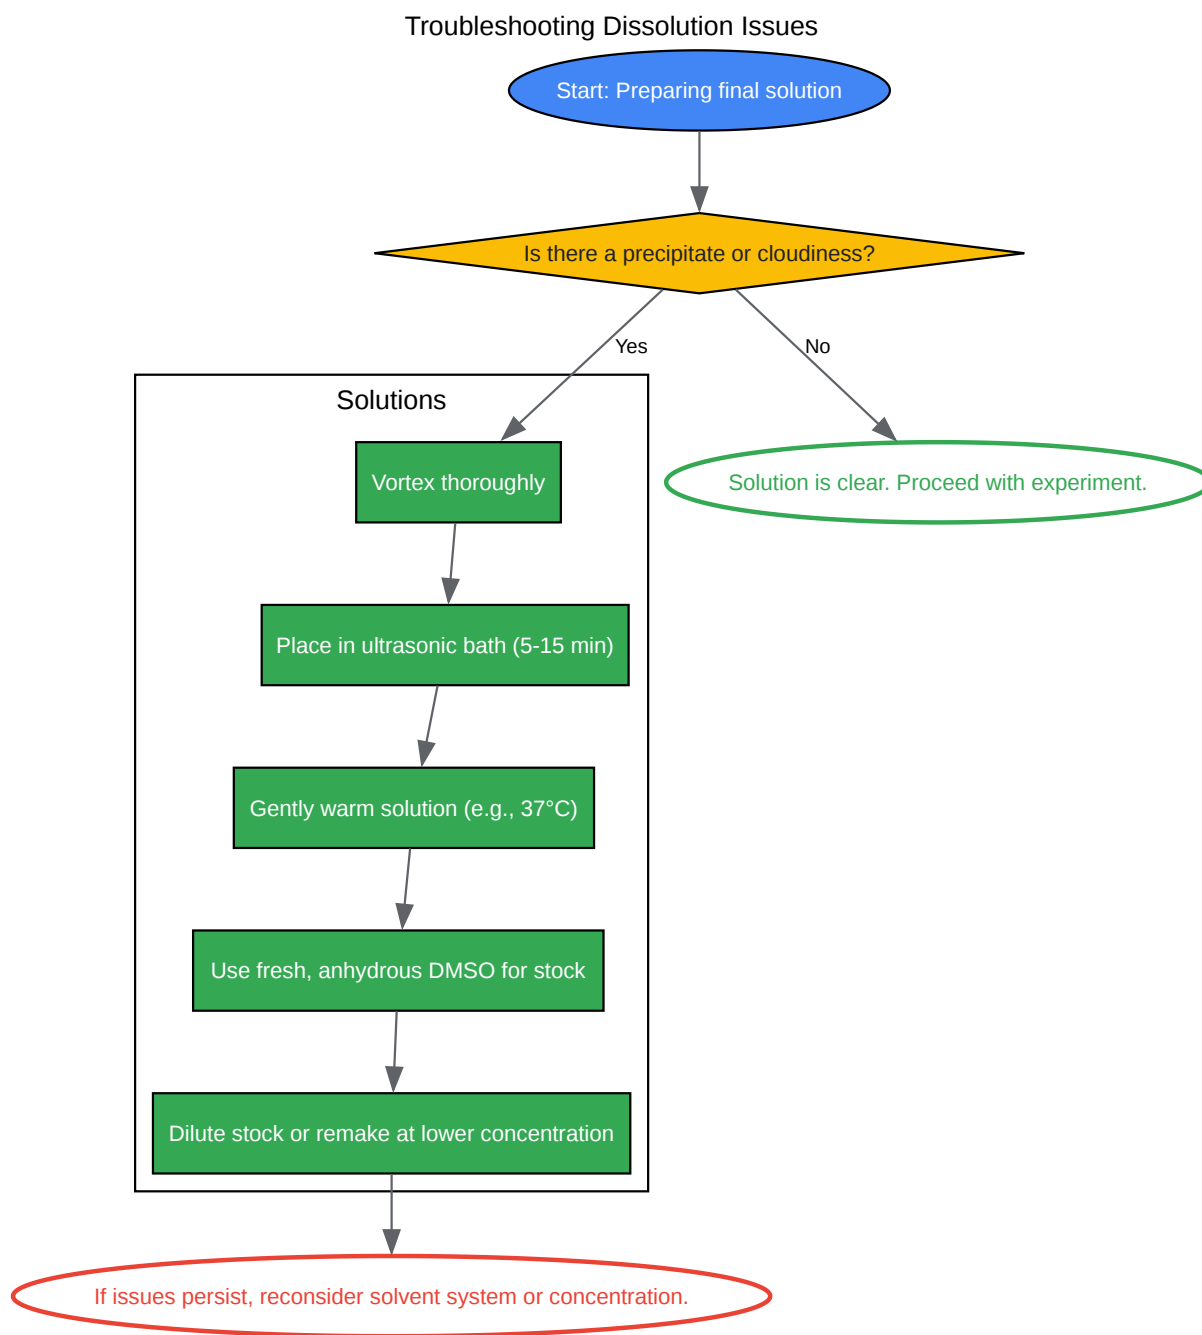 Troubleshooting Dissolution Issues
Start: Preparing final solution
Is there a precipitate or cloudiness?
Yes
No
Solutions
Vortex thoroughly
Solution is clear. Proceed with experiment.
Place in ultrasonic bath (5-15 min)
Gently warm solution (e.g., 37°C)
Use fresh, anhydrous DMSO for stock
Dilute stock or remake at lower concentration
If issues persist, reconsider solvent system or concentration.